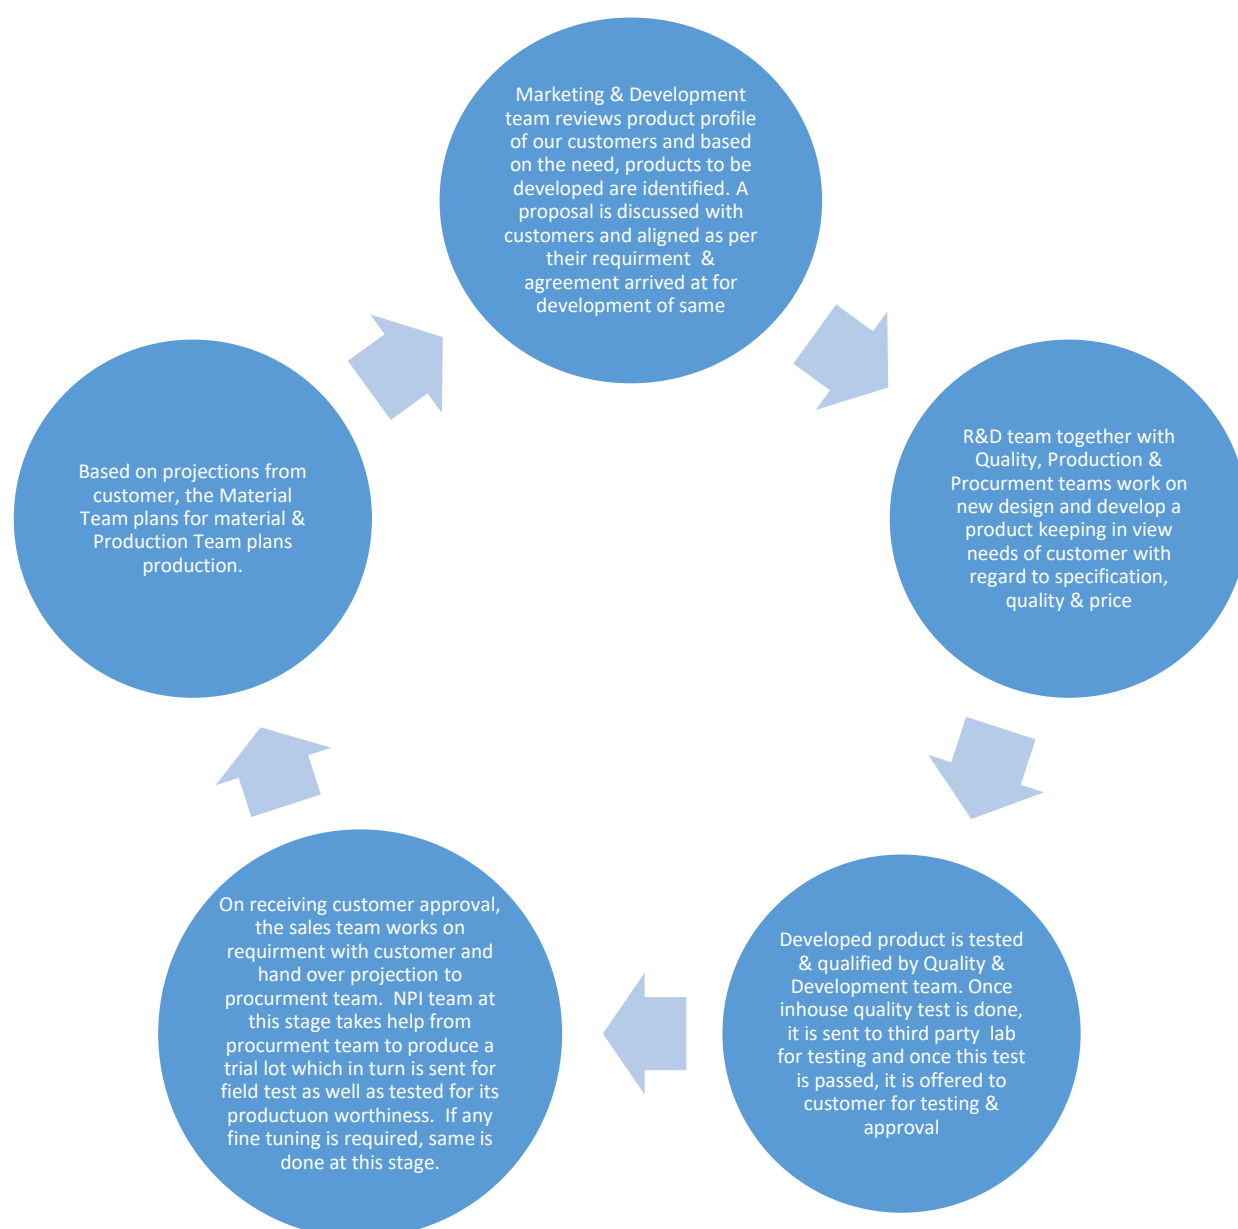 Marketing & Development
team reviews product profile
of our customers and based
on the need, products to be
developed are identified. A
proposal is discussed with
customers and aligned as per
their requirment  &
agreement arrived at for
development of same
R&D team together with
Quality, Production &
Procurment teams work on
new design and develop a
product keeping in view
needs of customer with
regard to specification,
quality & price
Developed product is tested
& qualified by Quality &
Development team. Once
inhouse quality test is done,
it is sent to third party  lab
for testing and once this test
is passed, it is offered to
customer for testing &
approval
On receiving customer approval,
the sales team works on
requirment with customer and
hand over projection to
procurment team.  NPI team at
this stage takes help from
procurment team to produce a
trial lot which in turn is sent for
field test as well as tested for its
productuon worthiness.  If any
fine tuning is required, same is
done at this stage.
Based on projections from
customer, the Material
Team plans for material &
Production Team plans
production.